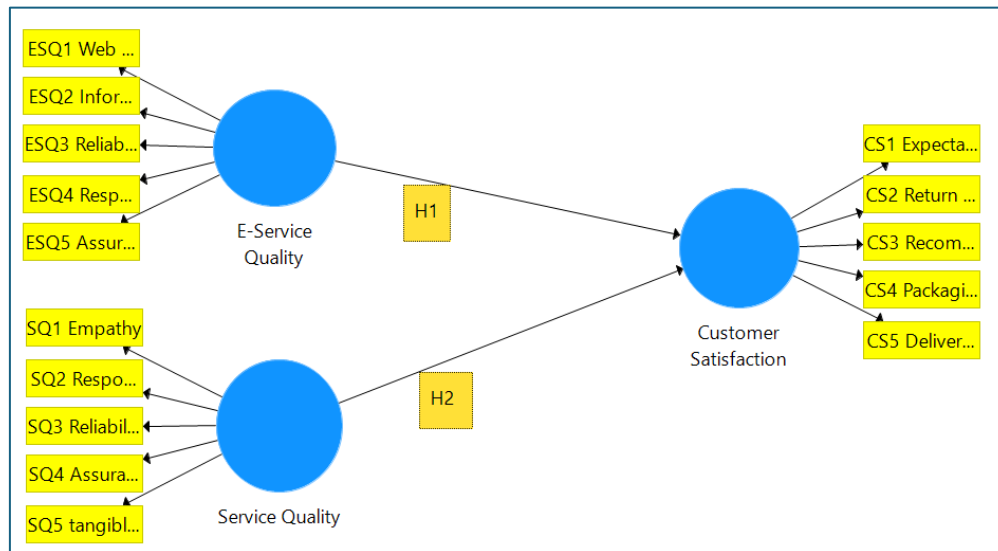 ESQ1 Web ...
ESQ2 Infor...
ESQ3 Reliab...
ESQ4 Resp...
ESQ5 Assur...
E-Service
Quality
H1
SQ1 Empathy
SQ2 Respo...
SQ3 Reliabil...
SQ4 Assura...
SQ5 tangibl...
Service Quality
H2
CS1 Expecta...
CS2 Return ...
CS3 Recom...
CS4 Packagi...
CS5 Deliver...
Customer
Satisfaction